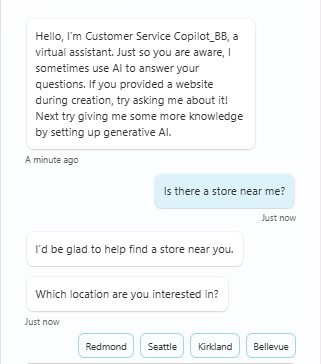 Hello, I'm Customer Service Copilot_BB, a
virtual assistant. Just so you are aware, I
sometimes use AI to answer your
questions. If you provided a website
during creation, try asking me about it!
Next try giving me some more knowledge
by setting up generative AI.
A minute ago
Is there a store near me?
Just now
I'd be glad to help find a store near you.
Which location are you interested in?
Just now
Redmond Seattle Kirkland Bellevue